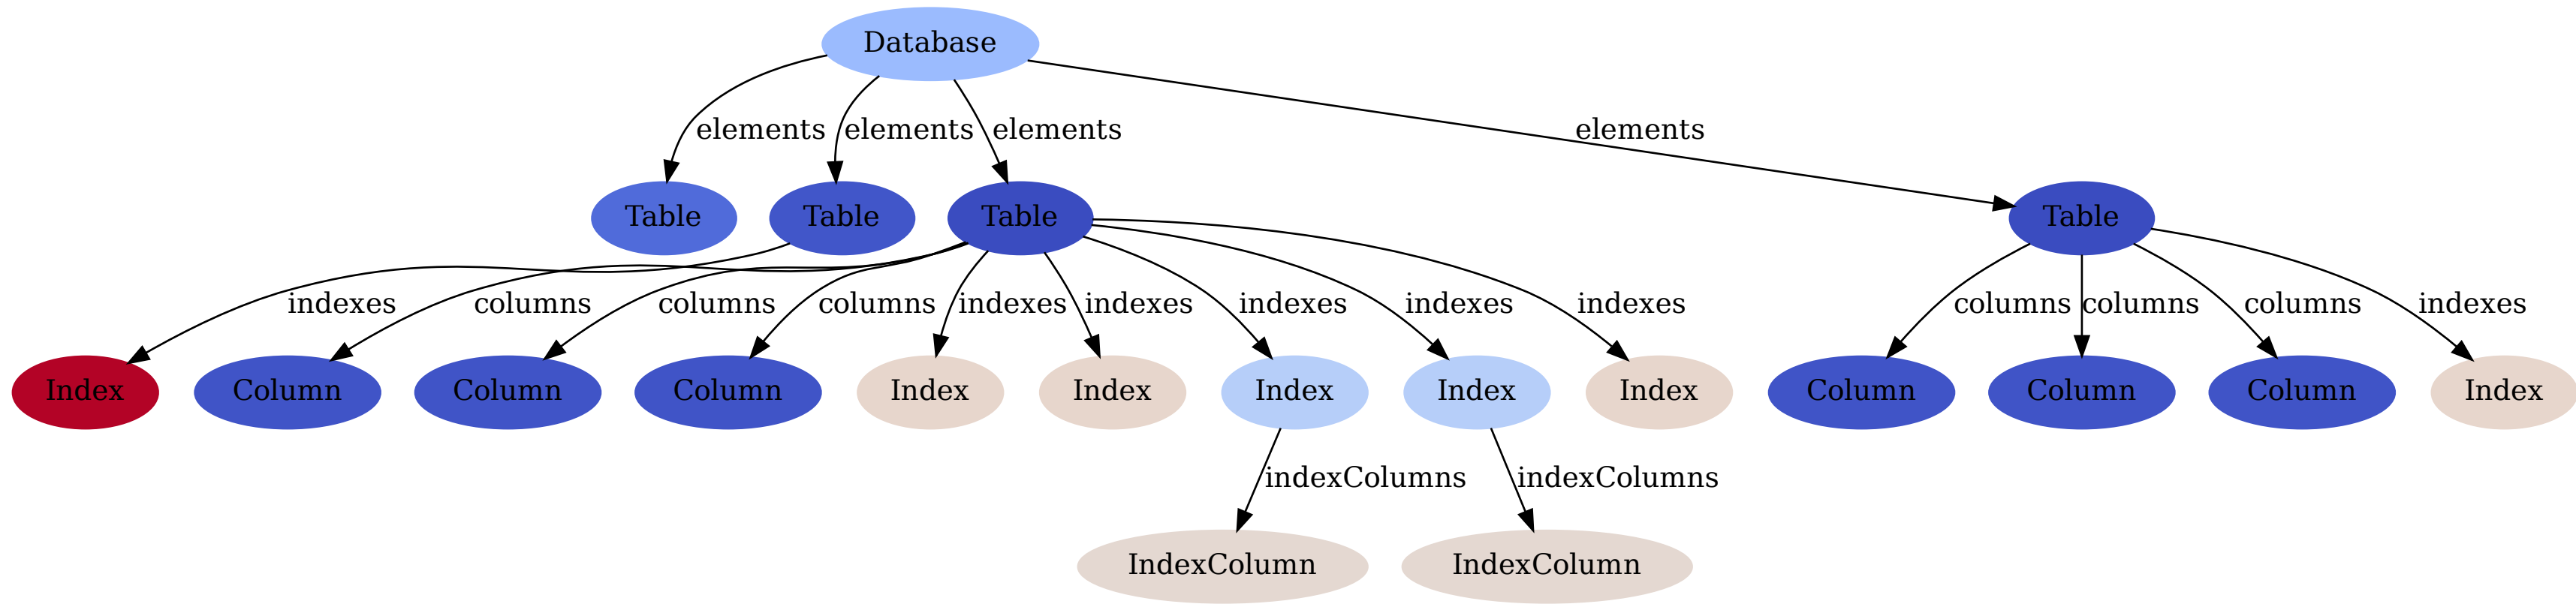 Database
elements
elements
elements
elements
Table
Table
Table
Table
indexes
columns
columns
columns
indexes
indexes
indexes
indexes
indexes
columns
columns
columns
indexes
Index
Column
Column
Column
Index
Index
Index
Index
Index
Column
Column
Column
Index
indexColumns
indexColumns
IndexColumn
IndexColumn